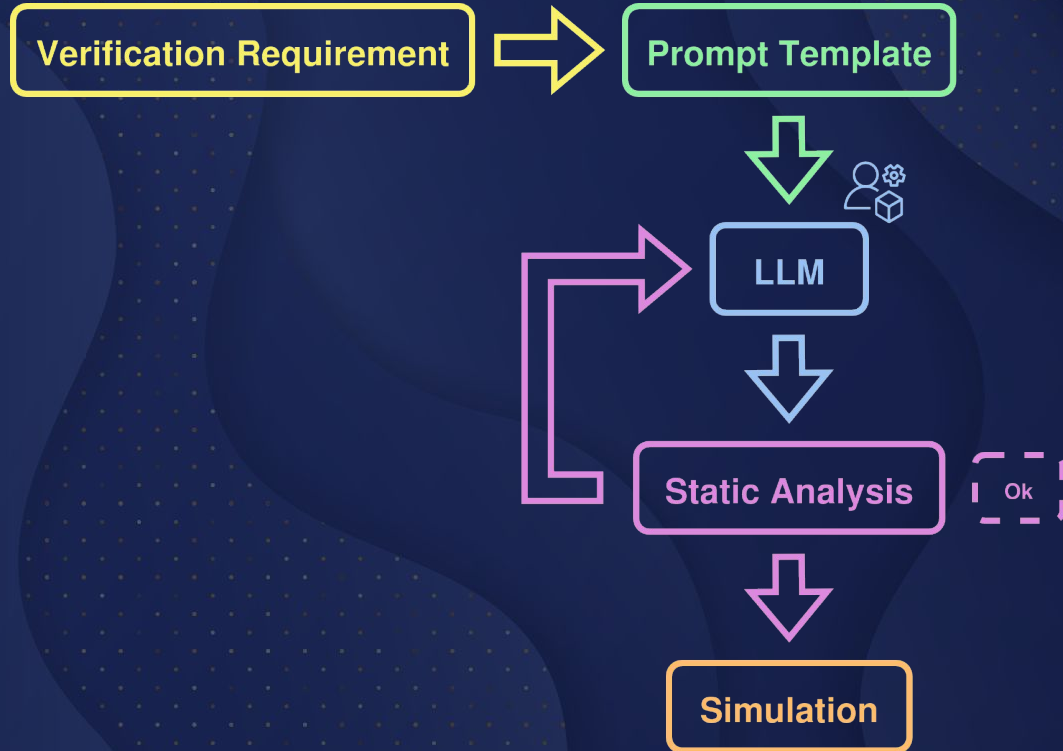 Verification Requirement
Prompt Template
LLM
Static Analysis
Ok
Simulation